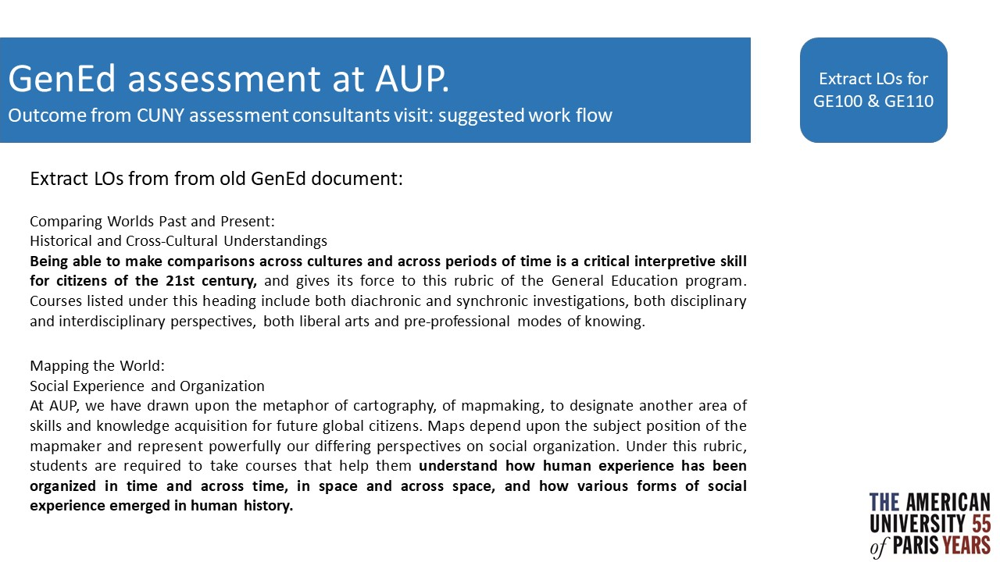 GenEd assessment at AUP.
Outcome from CUNY assessment consultants visit: suggested work flow
Extract LOs for
GE100 & GE110
Extract LOs from from old GenEd document:
Comparing Worlds Past and Present:
Historical and Cross-Cultural Understandings
Being able to make comparisons across cultures and across periods of time is a critical interpretive skill
for citizens of the 21st century, and gives its force to this rubric of the General Education program.
Courses listed under this heading include both diachronic and synchronic investigations, both disciplinary
and interdisciplinary perspectives, both liberal arts and pre-professional modes of knowing.
Mapping the World:
Social Experience and Organization
At AUP, we have drawn upon the metaphor of cartography, of mapmaking, to designate another area of
skills and knowledge acquisition for future global citizens. Maps depend upon the subject position of the
mapmaker and represent powerfully our differing perspectives on social organization. Under this rubric,
students are required to take courses that help them understand how human experience has been
organized in time and across time, in space and across space, and how various forms of social
experience emerged in human history.
THE AMERICAN
UNIVERSITY 55
of PARIS YEARS